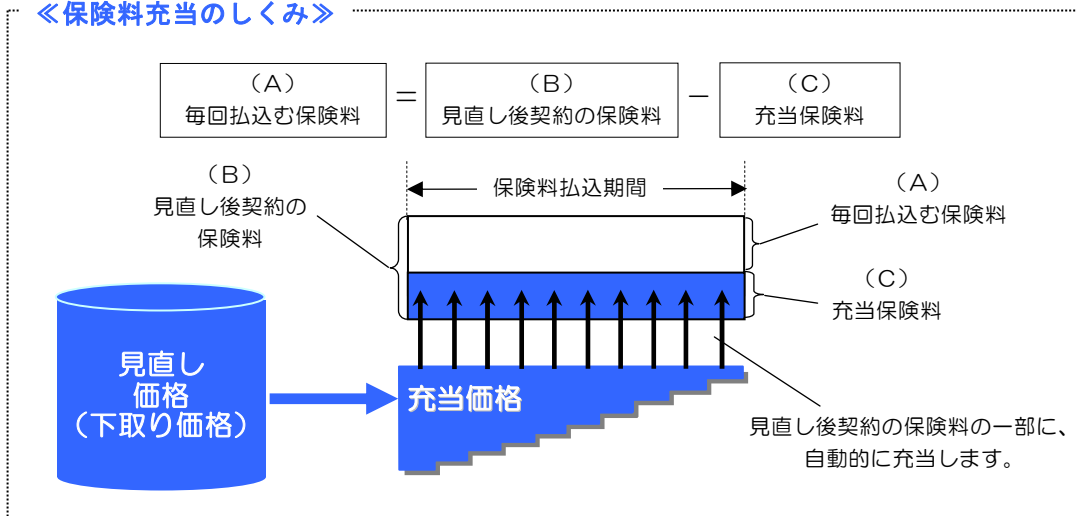 ≪保険料充当のしくみ≫
（A）
毎回払込む保険料
＝
（B）
見直し後契約の保険料
－
（C）
充当保険料
（B）
見直し後契約の
保険料
保険料払込期間
（A）
毎回払込む保険料
（C）
充当保険料
見直し
価格
（下取り価格）
充当価格
見直し後契約の保険料の一部に、
自動的に充当します。